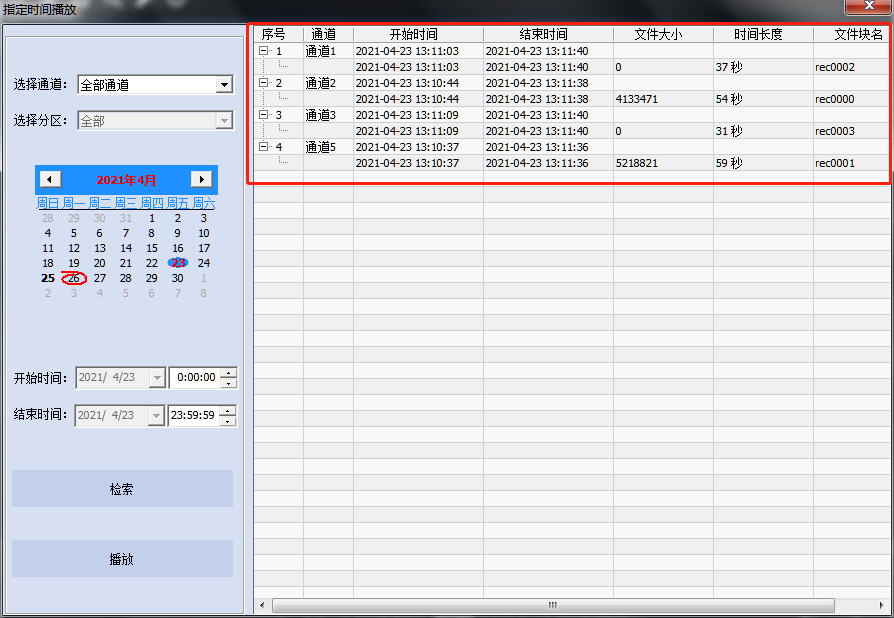 指定时间播放
选择通道： 全部通道
选择分区： 全部
2021年4月
周日 周一 周二 周三 周四 周五 周六
28 29 30 31 1 2 3
4 5 6 7 8 9 10
11 12 13 14 15 16 17
18 19 20 21 22 23 24
25 26 27 28 29 30 1
2 3 4 5 6 7 8
开始时间： 2021/ 4/23 0:00:00
结束时间： 2021/ 4/23 23:59:59
检索
播放
序号 通道 开始时间 结束时间 文件大小 时间长度 文件块名
1 通道1 2021-04-23 13:11:03 2021-04-23 13:11:40
2021-04-23 13:11:03 2021-04-23 13:11:40 0 37 秒 rec0002
2 通道2 2021-04-23 13:10:44 2021-04-23 13:11:38
2021-04-23 13:10:44 2021-04-23 13:11:38 4133471 54 秒 rec0000
3 通道3 2021-04-23 13:11:09 2021-04-23 13:11:40
2021-04-23 13:11:09 2021-04-23 13:11:40 0 31 秒 rec0003
4 通道5 2021-04-23 13:10:37 2021-04-23 13:11:36
2021-04-23 13:10:37 2021-04-23 13:11:36 5218821 59 秒 rec0001